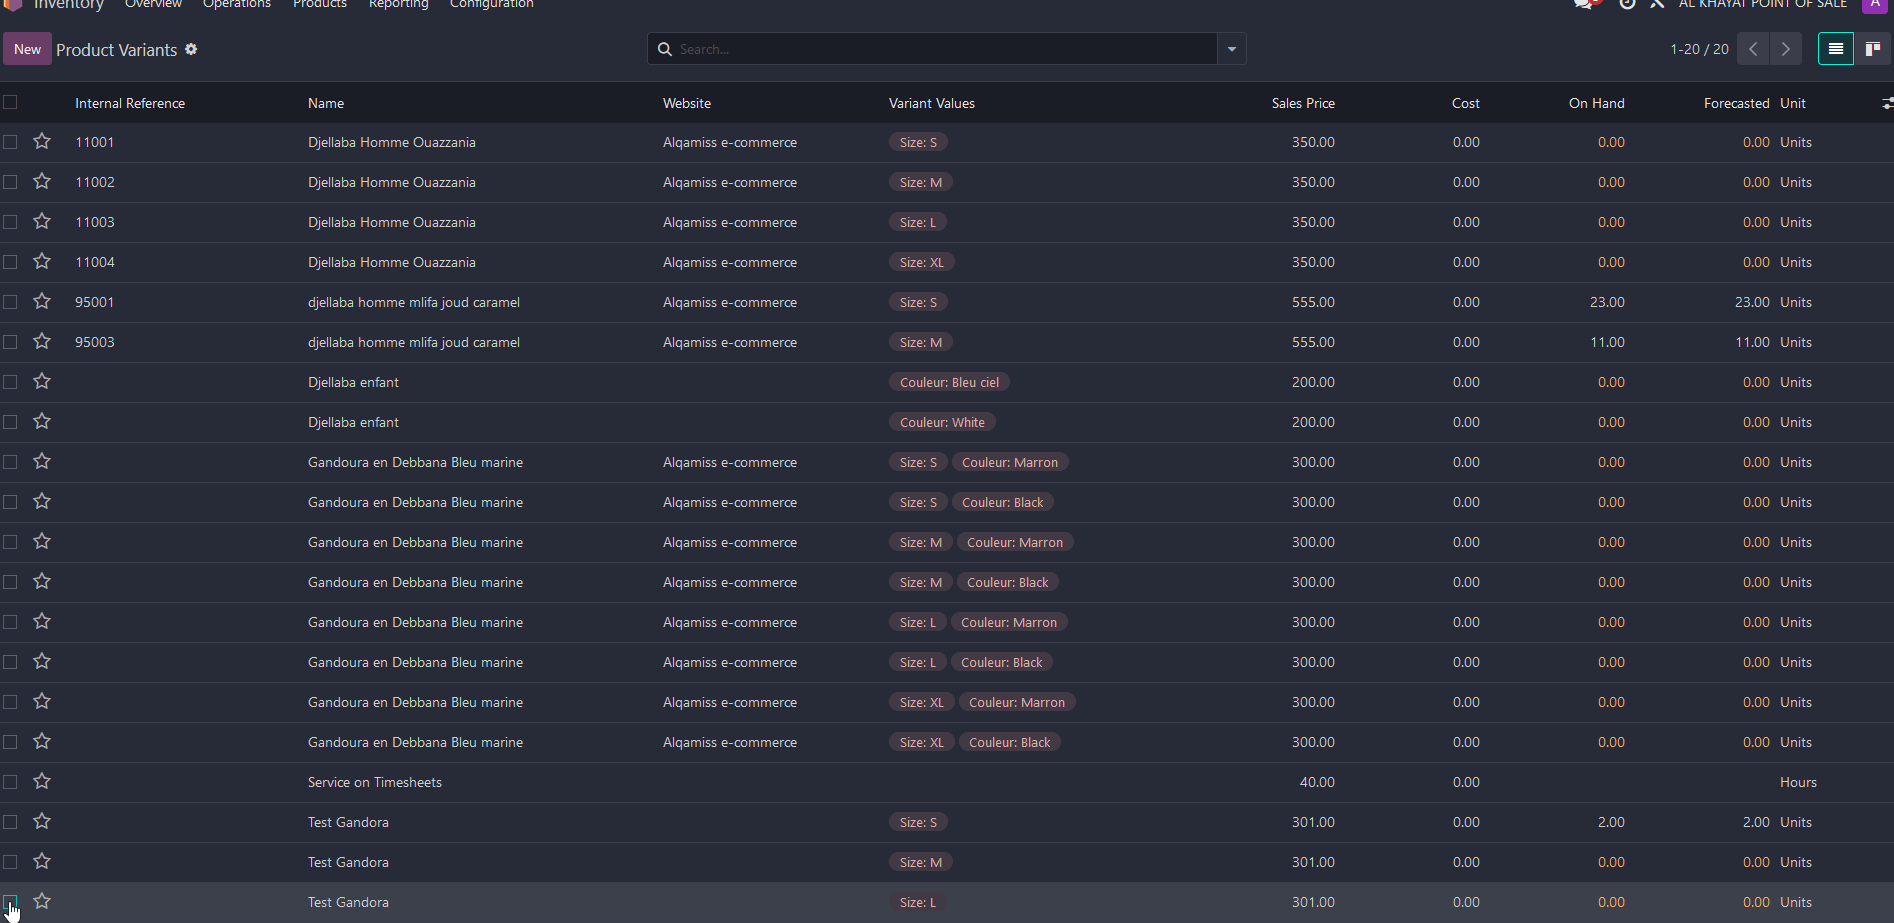 Inventory Overview Operations Products Reporting Configuration AL KHAYAT POINT OF SALE A
New Product Variants Search... 1-20 / 20
Internal Reference Name Website Variant Values Sales Price Cost On Hand Forecasted Unit
11001 Djellaba Homme Ouazzania Alqamiss e-commerce Size: S 350.00 0.00 0.00 0.00 Units
11002 Djellaba Homme Ouazzania Alqamiss e-commerce Size: M 350.00 0.00 0.00 0.00 Units
11003 Djellaba Homme Ouazzania Alqamiss e-commerce Size: L 350.00 0.00 0.00 0.00 Units
11004 Djellaba Homme Ouazzania Alqamiss e-commerce Size: XL 350.00 0.00 0.00 0.00 Units
95001 djellaba homme mlifa joud caramel Alqamiss e-commerce Size: S 555.00 0.00 23.00 23.00 Units
95003 djellaba homme mlifa joud caramel Alqamiss e-commerce Size: M 555.00 0.00 11.00 11.00 Units
Djellaba enfant Couleur: Bleu ciel 200.00 0.00 0.00 0.00 Units
Djellaba enfant Couleur: White 200.00 0.00 0.00 0.00 Units
Gandoura en Debbana Bleu marine Alqamiss e-commerce Size: S Couleur: Marron 300.00 0.00 0.00 0.00 Units
Gandoura en Debbana Bleu marine Alqamiss e-commerce Size: S Couleur: Black 300.00 0.00 0.00 0.00 Units
Gandoura en Debbana Bleu marine Alqamiss e-commerce Size: M Couleur: Marron 300.00 0.00 0.00 0.00 Units
Gandoura en Debbana Bleu marine Alqamiss e-commerce Size: M Couleur: Black 300.00 0.00 0.00 0.00 Units
Gandoura en Debbana Bleu marine Alqamiss e-commerce Size: L Couleur: Marron 300.00 0.00 0.00 0.00 Units
Gandoura en Debbana Bleu marine Alqamiss e-commerce Size: L Couleur: Black 300.00 0.00 0.00 0.00 Units
Gandoura en Debbana Bleu marine Alqamiss e-commerce Size: XL Couleur: Marron 300.00 0.00 0.00 0.00 Units
Gandoura en Debbana Bleu marine Alqamiss e-commerce Size: XL Couleur: Black 300.00 0.00 0.00 0.00 Units
Service on Timesheets 40.00 0.00 Hours
Test Gandora Size: S 301.00 0.00 2.00 2.00 Units
Test Gandora Size: M 301.00 0.00 0.00 0.00 Units
Test Gandora Size: L 301.00 0.00 0.00 0.00 Units